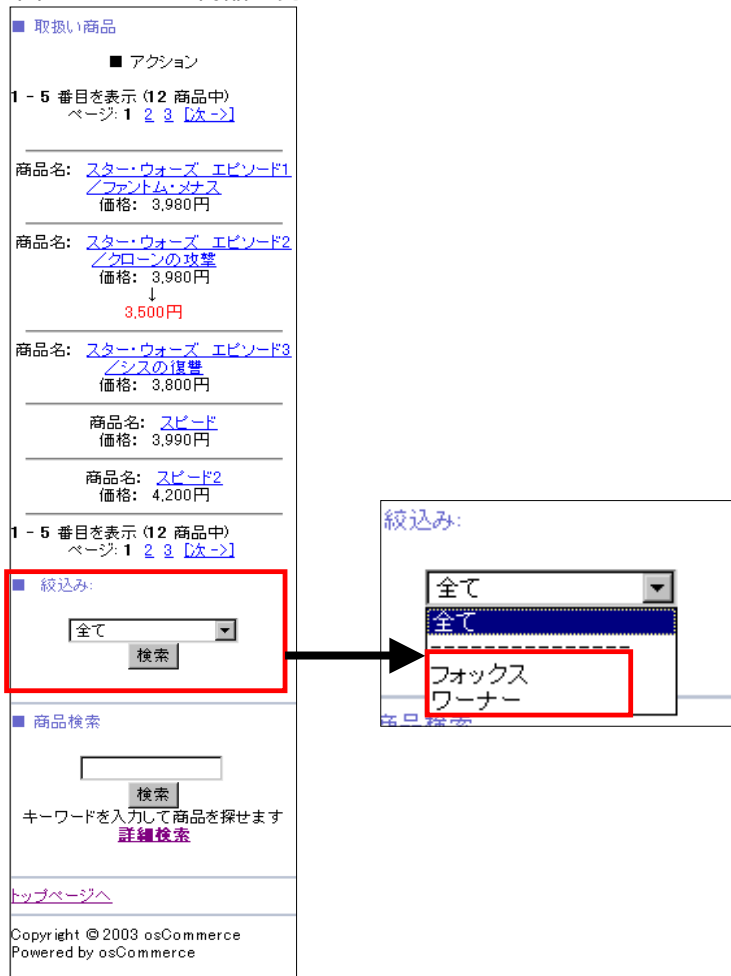 ■ 取扱い商品
■ アクション
1 - 5 番目を表示 (12 商品中)
ページ: 1 2 3 [次->]
商品名: スター・ウォーズ エピソード1
／ファントム・メナス
価格: 3,980円
商品名: スター・ウォーズ エピソード2
／クローンの攻撃
価格: 3,980円
↓
3,500円
商品名: スター・ウォーズ エピソード3
／シスの復讐
価格: 3,800円
商品名: スピード
価格: 3,990円
商品名: スピード2
価格: 4,200円
1 - 5 番目を表示 (12 商品中)
ページ: 1 2 3 [次->]
■ 絞込み:
全て
検索
■ 商品検索
検索
キーワードを入力して商品を探せます
詳細検索
トップページへ
Copyright © 2003 osCommerce
Powered by osCommerce
絞込み:
全て
全て
----------------
フォックス
ワーナー
商品検索